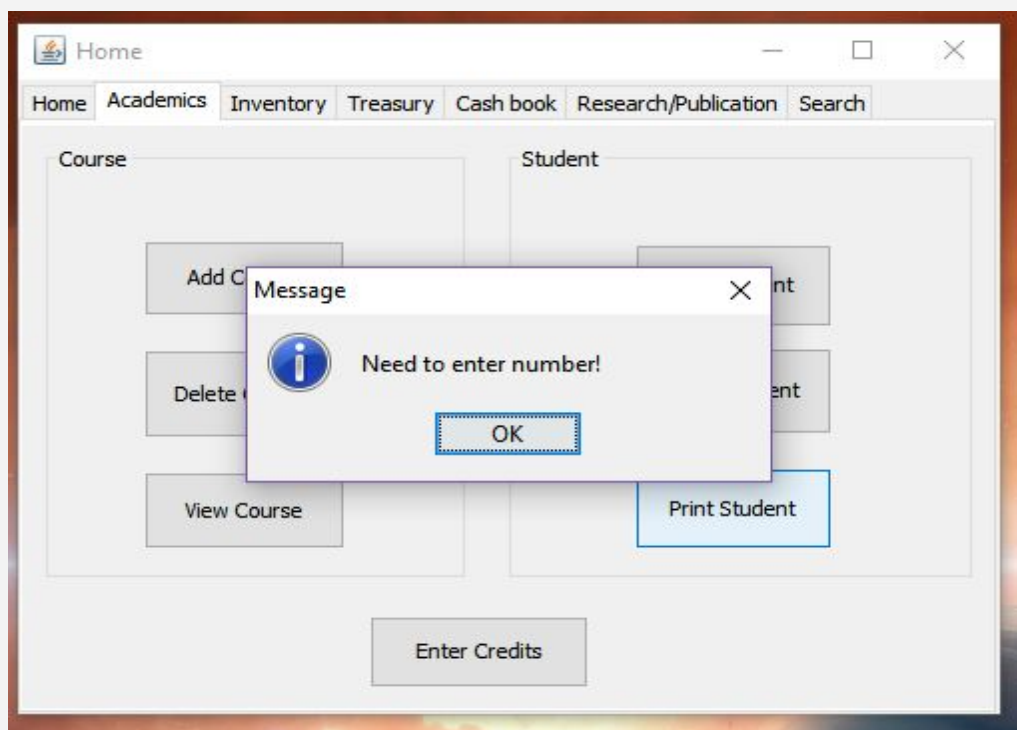 Home
Home Academics Inventory Treasury Cash book Research/Publication Search
Course
Student
Add C
nt
Message
Need to enter number!
OK
Delete
ent
View Course
Print Student
Enter Credits